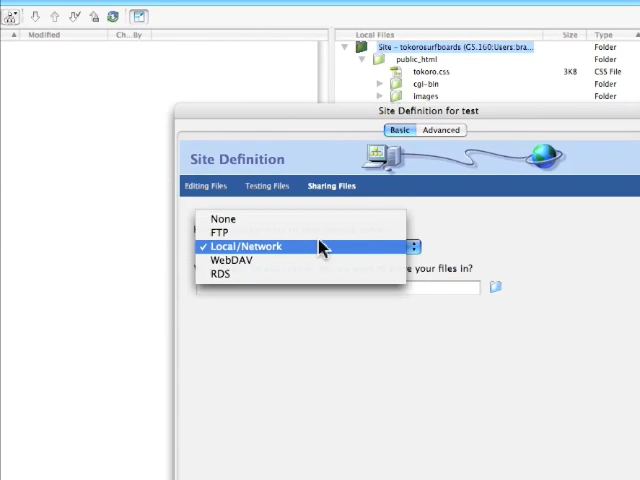 Local Files
Modified Ch...By Size Type
Site - tokorosurfboards (G5.160:Users:bra... Folder
public_html Folder
tokoro.css 3KB CSS File
cgi-bin Folder
images Folder
Site Definition for test
Basic Advanced
Site Definition
Editing Files Testing Files Sharing Files
None
FTP
✓ Local/Network
WebDAV
RDS
your files in?